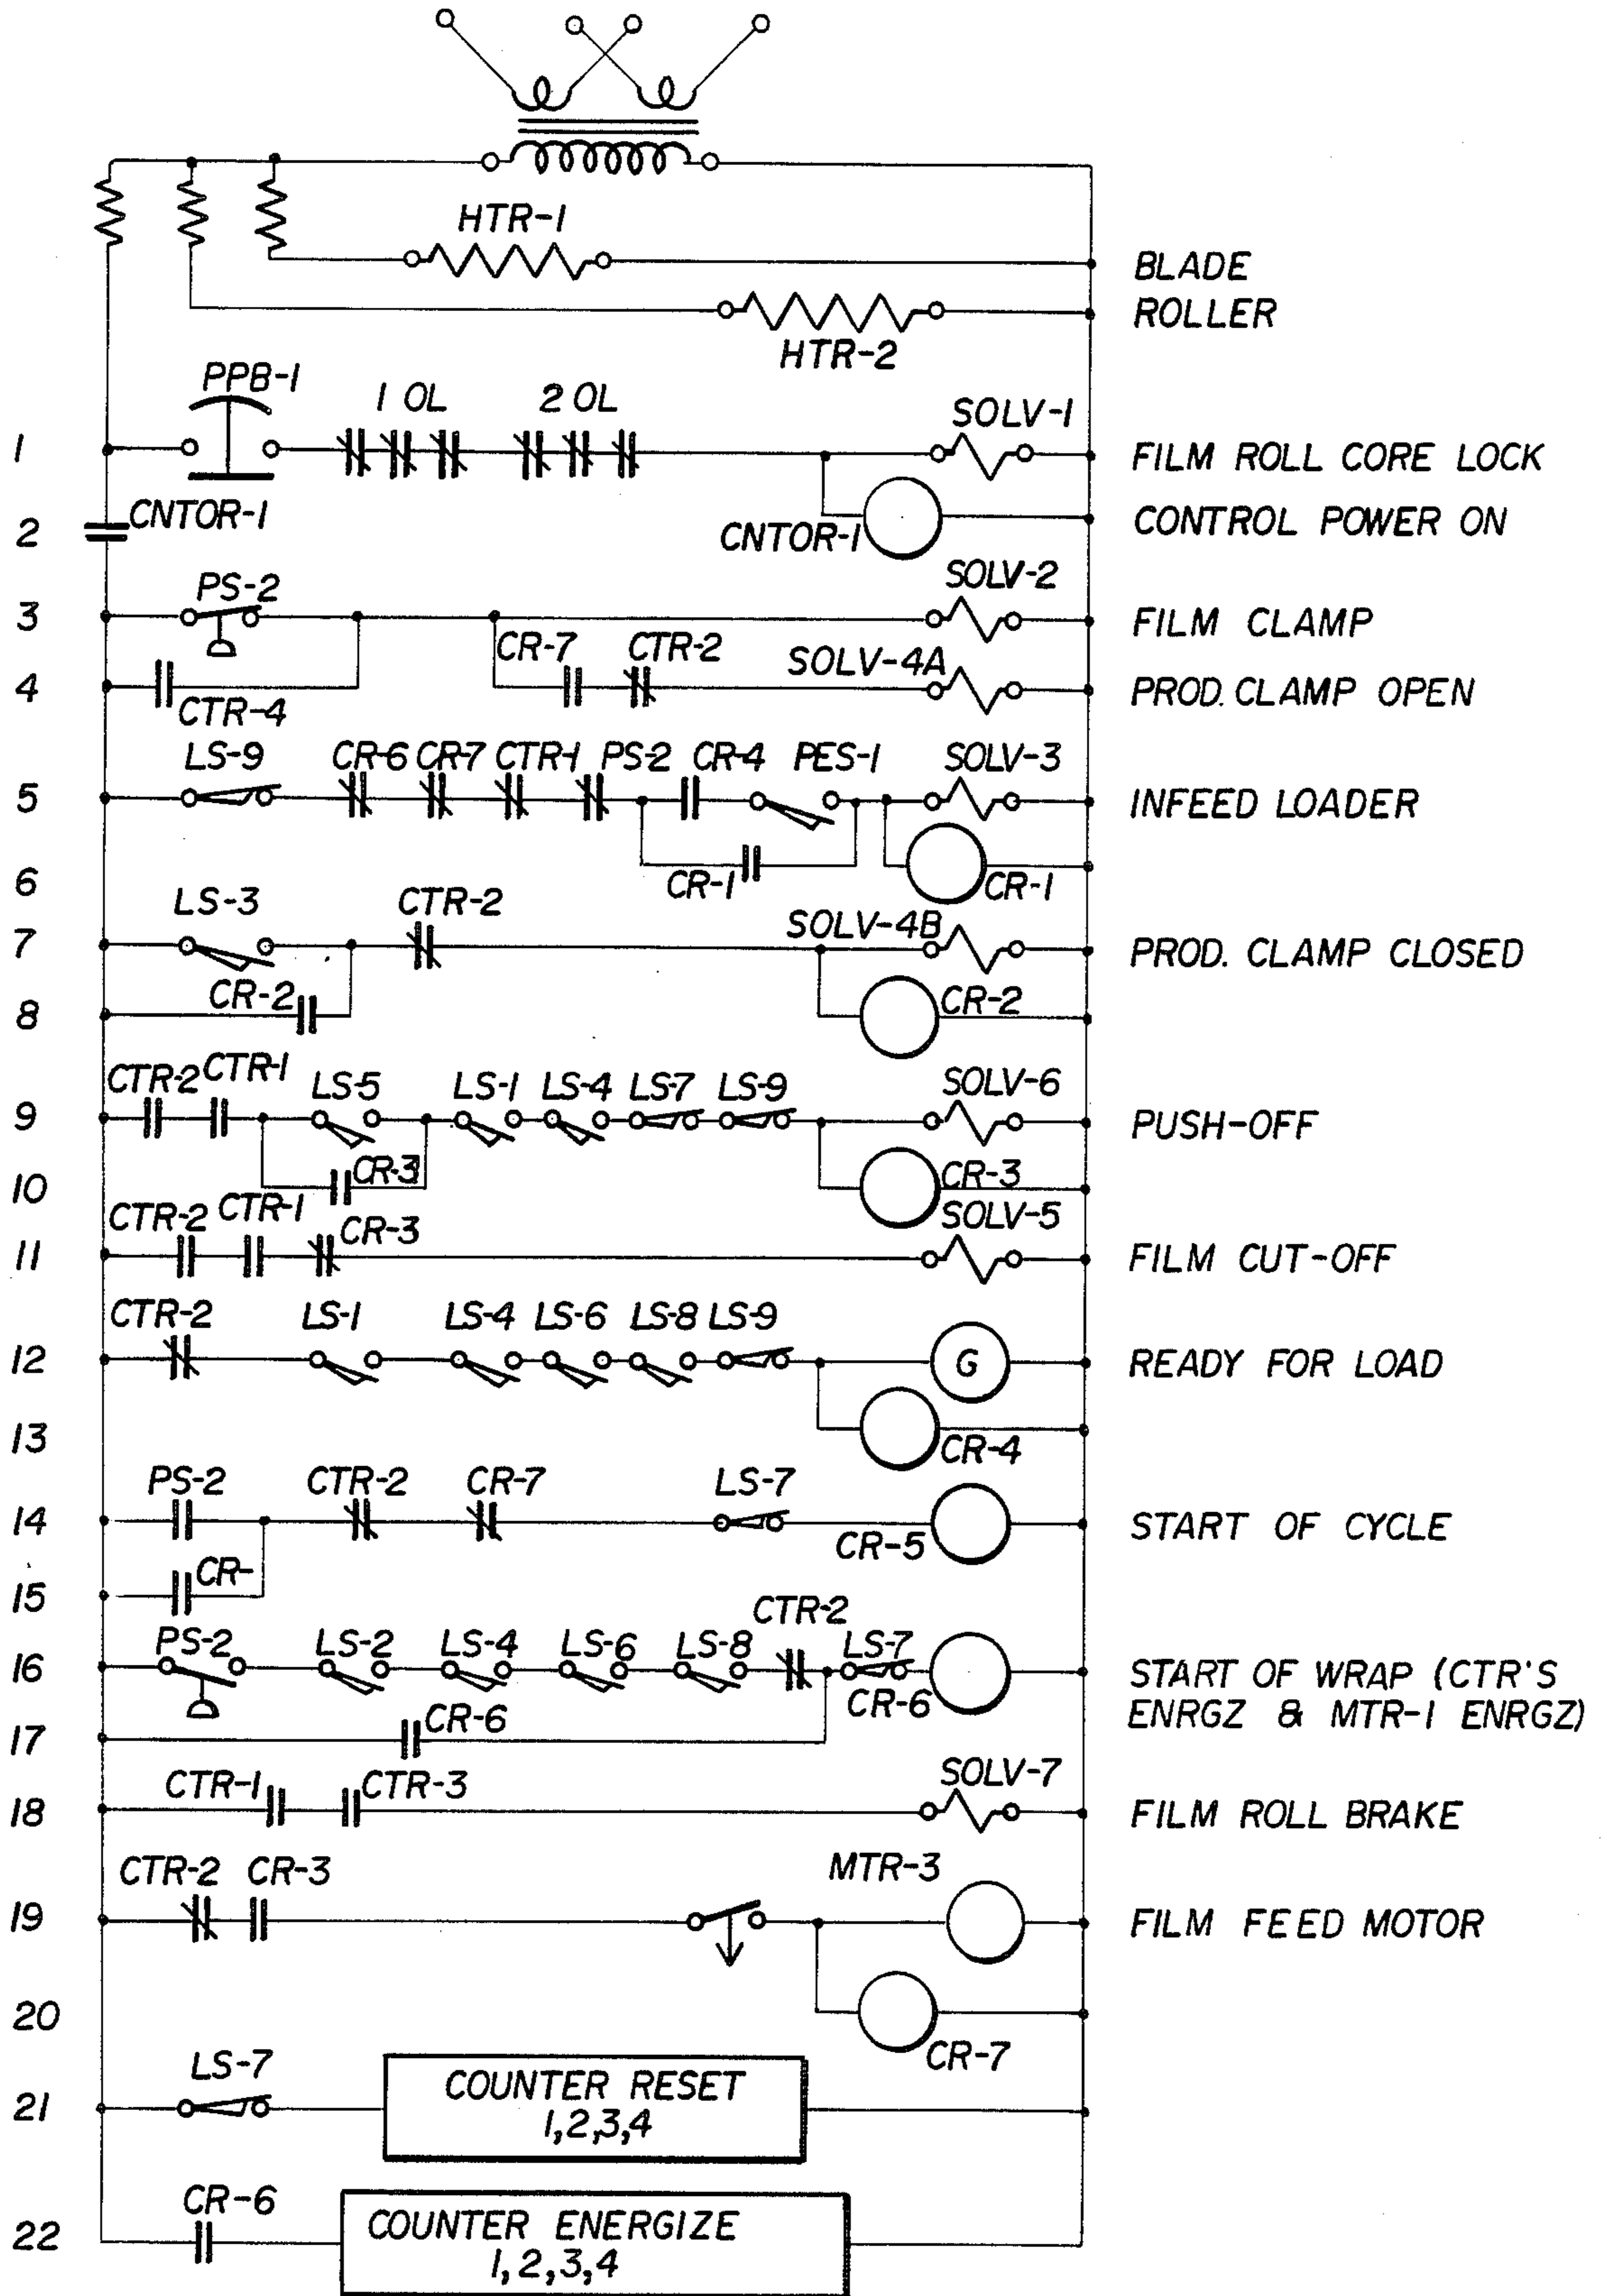 HTR-1
BLADE
ROLLER
HTR-2
PPB-1 1 OL 2 OL SOLV-1
1 FILM ROLL CORE LOCK
2 CNTOR-1 CNTOR-1 CONTROL POWER ON
PS-2 SOLV-2
3 FILM CLAMP
CR-7 CTR-2 SOLV-4A
4 PROD. CLAMP OPEN
CTR-4
LS-9 CR-6 CR-7 CTR-1 PS-2 CR-4 PES-1 SOLV-3
5 INFEED LOADER
6 CR-1 CR-1
LS-3 CTR-2 SOLV-4B
7 PROD. CLAMP CLOSED
8 CR-2 CR-2
CTR-2 CTR-1 LS-5 LS-1 LS-4 LS-7 LS-9 SOLV-6
9 PUSH-OFF
10 CR-3 CR-3
CTR-2 CTR-1 CR-3 SOLV-5
11 FILM CUT-OFF
CTR-2 LS-1 LS-4 LS-6 LS-8 LS-9
12 G READY FOR LOAD
13 CR-4
PS-2 CTR-2 CR-7 LS-7
14 CR-5 START OF CYCLE
15 CR-
CTR-2
PS-2 LS-2 LS-4 LS-6 LS-8 LS-7
16 CR-6 START OF WRAP (CTR'S
ENRGZ & MTR-1 ENRGZ)
17 CR-6
CTR-1 CTR-3 SOLV-7
18 FILM ROLL BRAKE
CTR-2 CR-3 MTR-3
19 FILM FEED MOTOR
20 CR-7
LS-7 COUNTER RESET
21 1,2,3,4
CR-6 COUNTER ENERGIZE
22 1,2,3,4